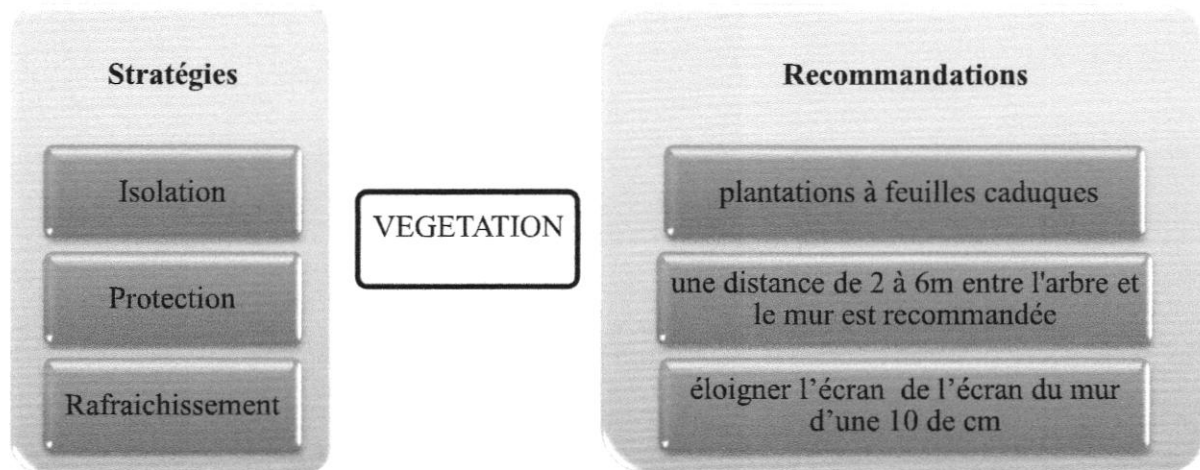 Stratégies
Isolation
Protection
Rafraichissement
VEGETATION
Recommandations
plantations à feuilles caduques
une distance de 2 à 6m entre l'arbre et
le mur est recommandée
éloigner l’écran de l’écran du mur
d’une 10 de cm